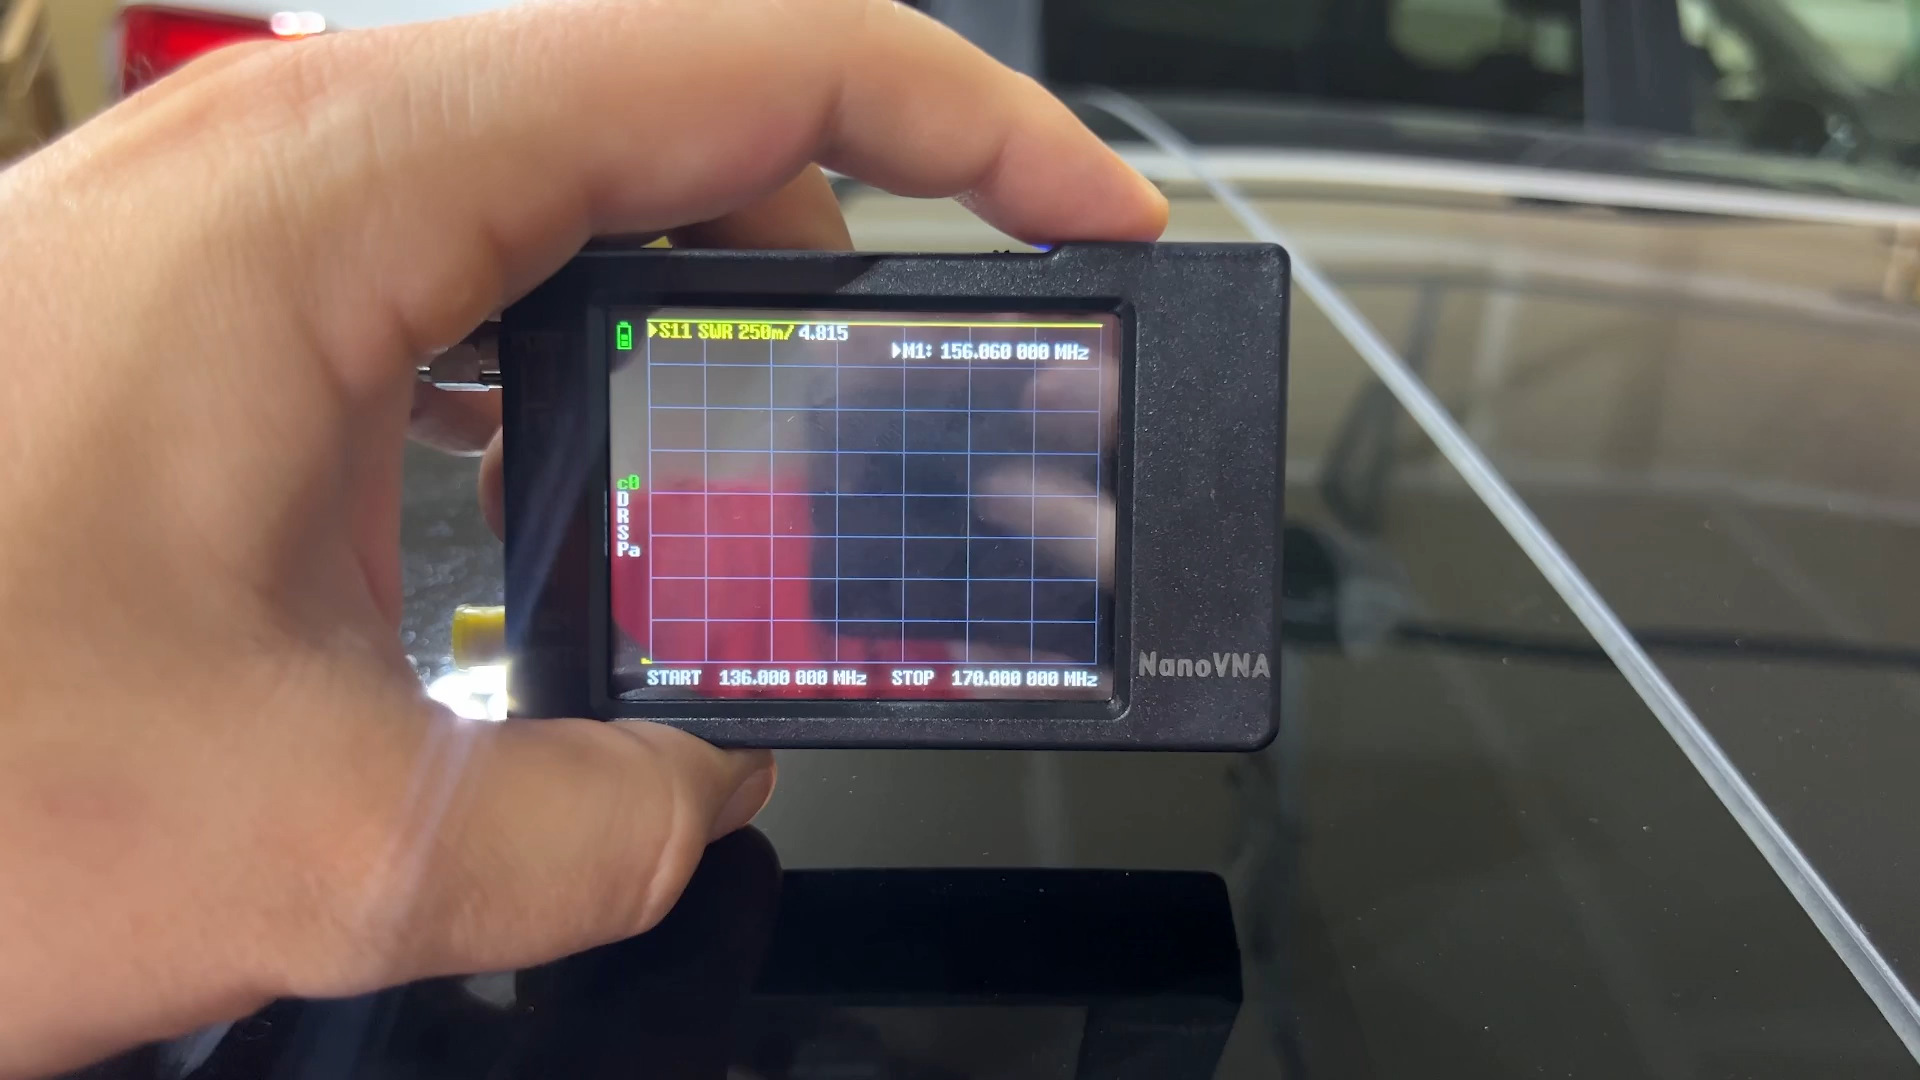 ▶S11 SWR 250m/ 4.815
▶M1: 156.060 000 MHz
c0
D
R
S
Pa
START 136.000 000 MHz STOP 170.000 000 MHz
NanoVNA